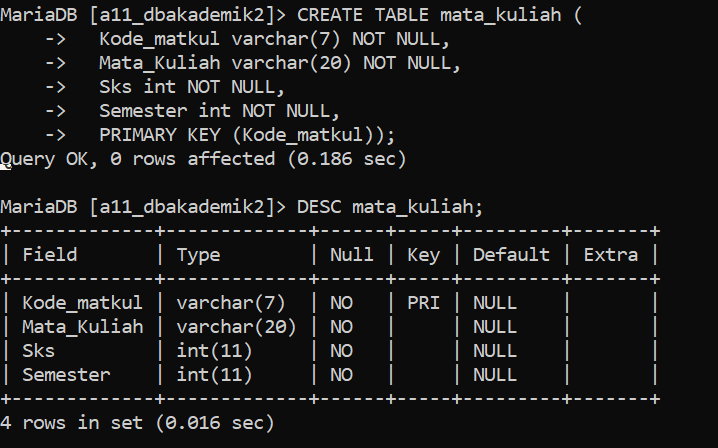 MariaDB [a11_dbakademik2]> CREATE TABLE mata_kuliah (
    ->   Kode_matkul varchar(7) NOT NULL,
    ->   Mata_Kuliah varchar(20) NOT NULL,
    ->   Sks int NOT NULL,
    ->   Semester int NOT NULL,
    ->   PRIMARY KEY (Kode_matkul));
Query OK, 0 rows affected (0.186 sec)

MariaDB [a11_dbakademik2]> DESC mata_kuliah;
+-------------+-------------+------+-----+---------+-------+
| Field       | Type        | Null | Key | Default | Extra |
+-------------+-------------+------+-----+---------+-------+
| Kode_matkul | varchar(7)  | NO   | PRI | NULL    |       |
| Mata_Kuliah | varchar(20) | NO   |     | NULL    |       |
| Sks         | int(11)     | NO   |     | NULL    |       |
| Semester    | int(11)     | NO   |     | NULL    |       |
+-------------+-------------+------+-----+---------+-------+
4 rows in set (0.016 sec)